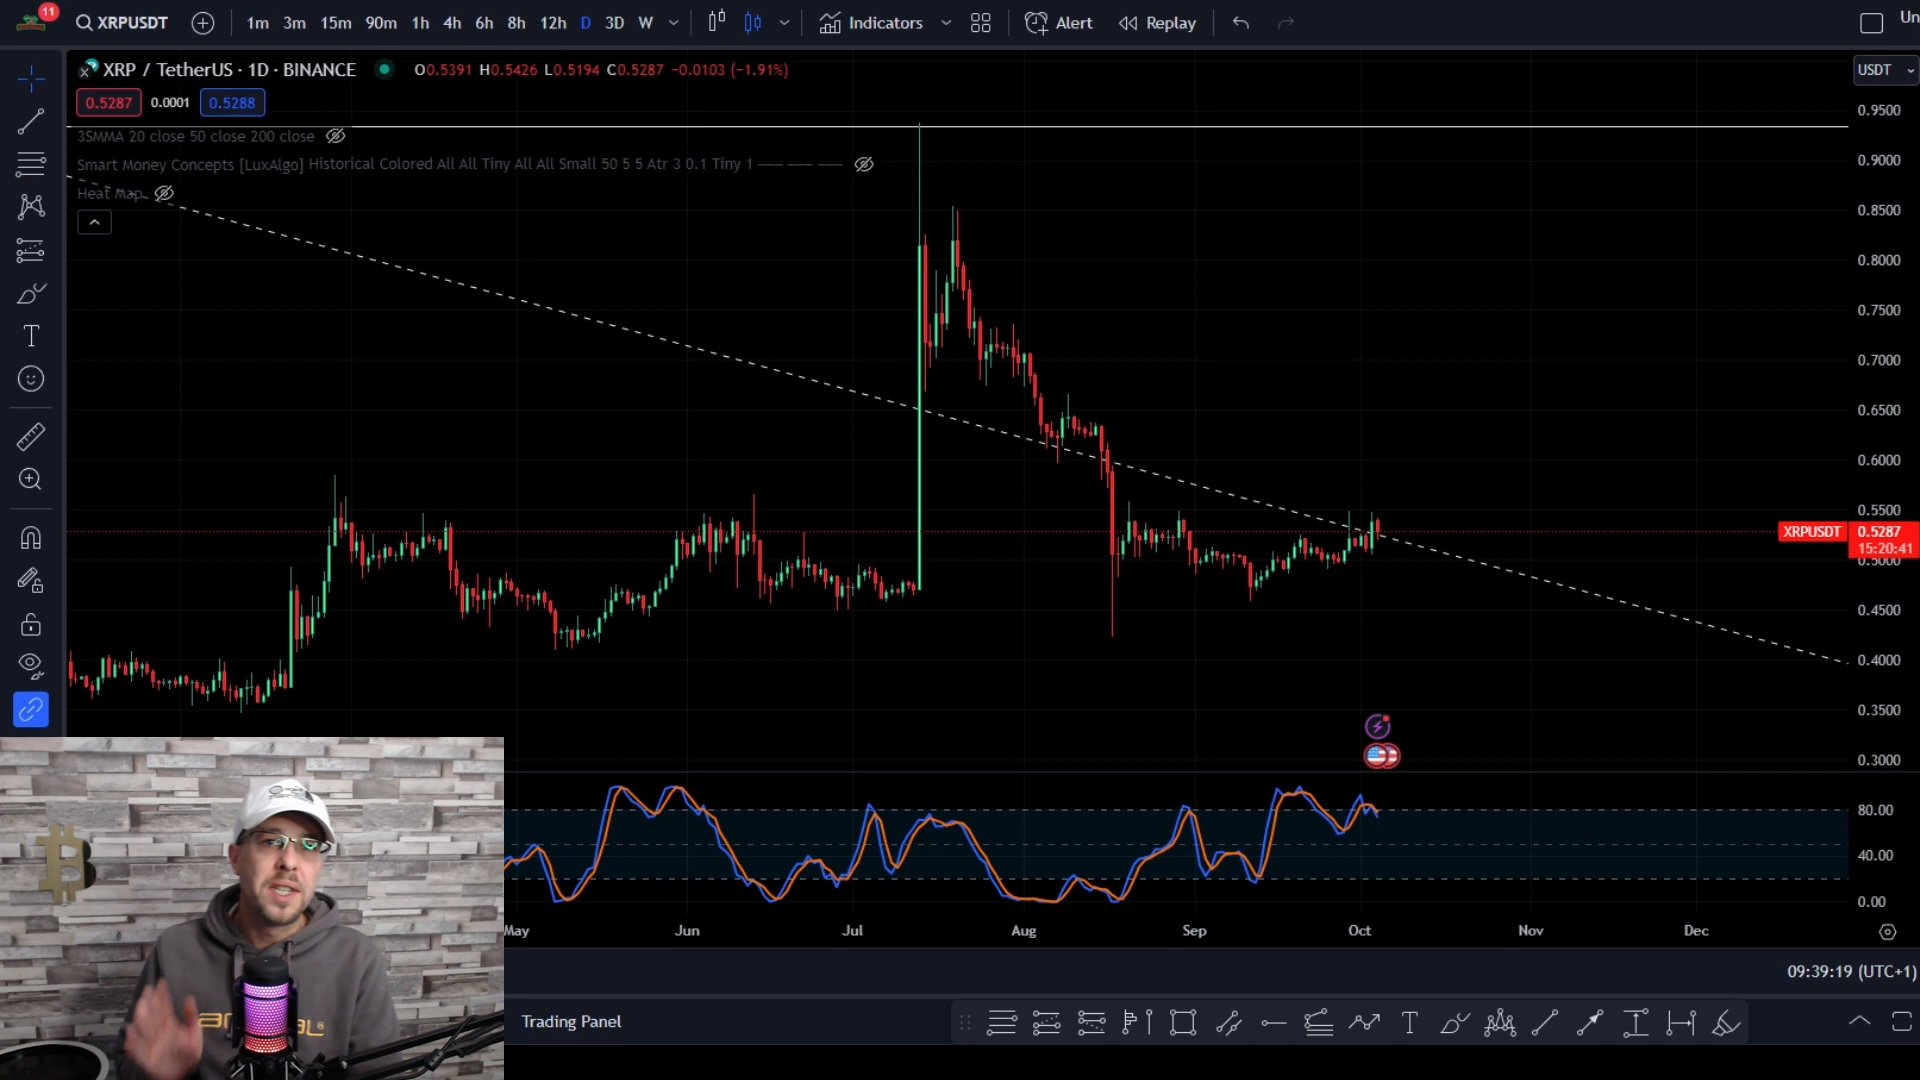 11
XRPUSDT
1m 3m 15m 90m 1h 4h 6h 8h 12h D 3D W
Indicators
Alert
Replay
Un
XRP / TetherUS · 1D · BINANCE
O0.5391 H0.5426 L0.5194 C0.5287 −0.0103 (−1.91%)
USDT
0.5287 0.0001 0.5288
3SMMA 20 close 50 close 200 close
Smart Money Concepts [LuxAlgo] Historical Colored All All Tiny All All Small 50 5 5 Atr 3 0.1 Tiny 1
Heat Map
0.9500
0.9000
0.8500
0.8000
0.7500
0.7000
0.6500
0.6000
0.5500
XRPUSDT 0.5287
15:20:41
0.5000
0.4500
0.4000
0.3500
0.3000
80.00
40.00
0.00
May Jun Jul Aug Sep Oct Nov Dec
09:39:19 (UTC+1)
Trading Panel